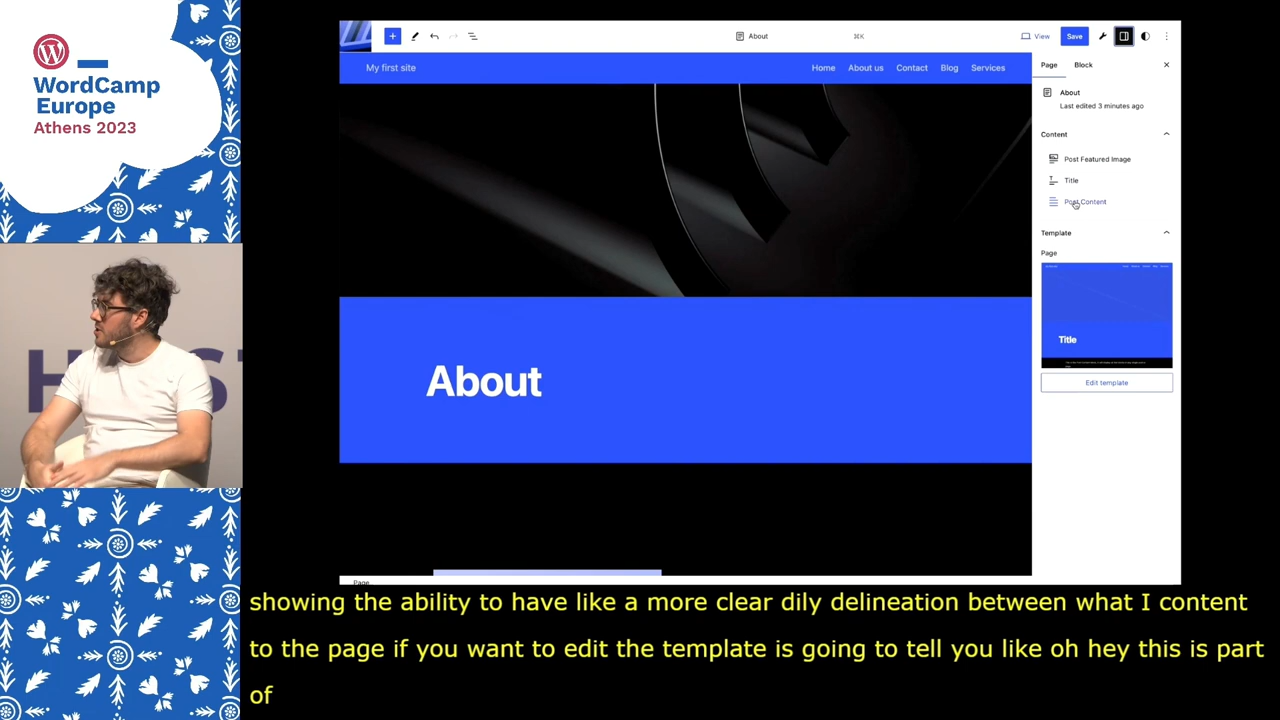 WordCamp
Europe
Athens 2023
About
⌘K
View
Save
My first site
Home
About us
Contact
Blog
Services
Page
Block
About
Last edited 3 minutes ago
Content
Post Featured Image
Title
Post Content
Template
Page
Title
Edit template
About
Page
showing the ability to have like a more clear dily delineation between what I content
to the page if you want to edit the template is going to tell you like oh hey this is part
of